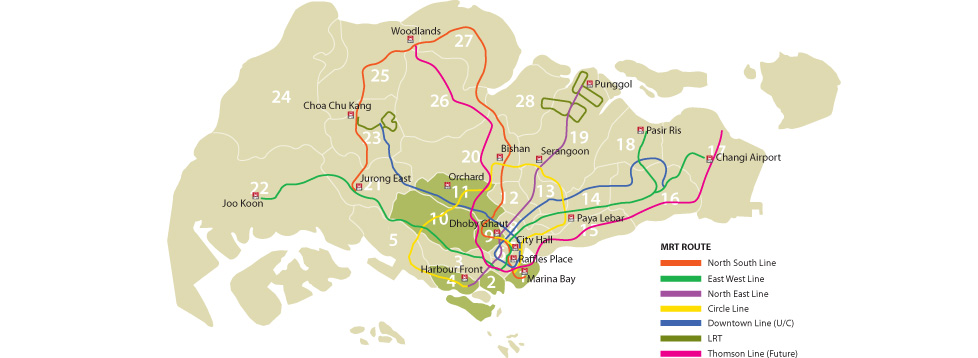 Woodlands
27
25
24
26
28
Punggol
Choa Chu Kang
23
19
Pasir Ris
18
17
Bishan
Serangoon
20
Changi Airport
Orchard
Jurong East
22
21
11
12
13
14
16
Joo Koon
10
Dhoby Ghaut
Paya Lebar
9
5
City Hall
3
Raffles Place
Harbour Front
4
2
Marina Bay
MRT ROUTE
North South Line
East West Line
North East Line
Circle Line
Downtown Line (U/C)
LRT
Thomson Line (Future)